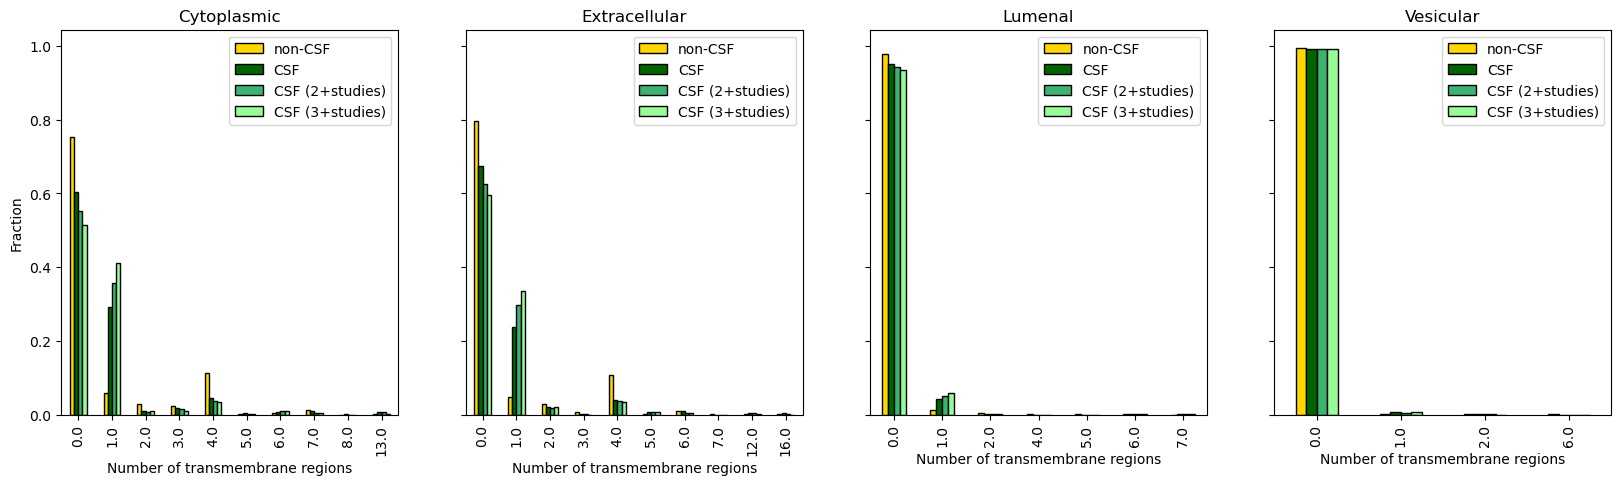 Cytoplasmic
Extracellular
Lumenal
Vesicular
non-CSF
CSF
CSF (2+studies)
CSF (3+studies)
non-CSF
CSF
CSF (2+studies)
CSF (3+studies)
non-CSF
CSF
CSF (2+studies)
CSF (3+studies)
non-CSF
CSF
CSF (2+studies)
CSF (3+studies)
Fraction
1.0
0.8
0.6
0.4
0.2
0.0
0.0 1.0 2.0 3.0 4.0 5.0 6.0 7.0 8.0 13.0
0.0 1.0 2.0 3.0 4.0 5.0 6.0 7.0 12.0 16.0
0.0 1.0 2.0 4.0 5.0 6.0 7.0
0.0 1.0 2.0 6.0
Number of transmembrane regions
Number of transmembrane regions
Number of transmembrane regions
Number of transmembrane regions